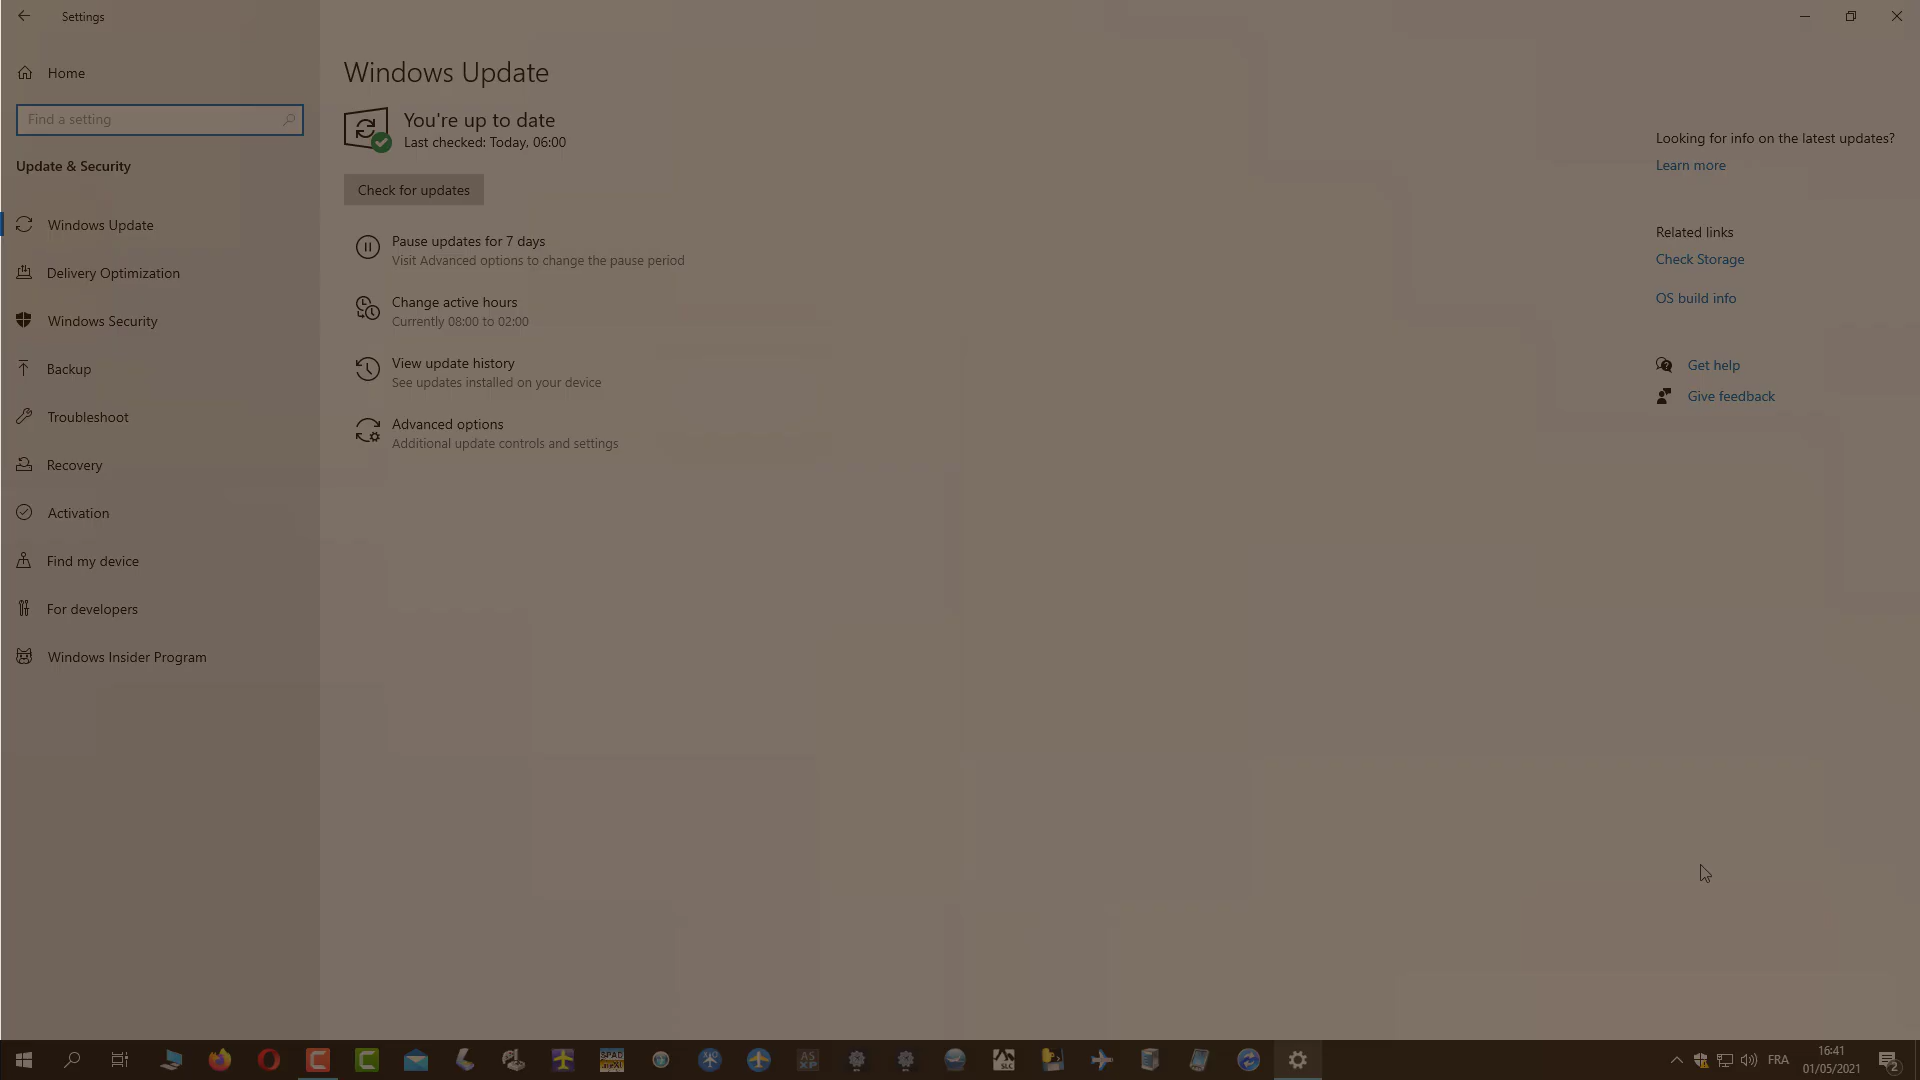 Settings
Home
Find a setting
Update & Security
Windows Update
Delivery Optimization
Windows Security
Backup
Troubleshoot
Recovery
Activation
Find my device
For developers
Windows Insider Program
Windows Update
You're up to date
Last checked: Today, 06:00
Check for updates
Pause updates for 7 days
Visit Advanced options to change the pause period
Change active hours
Currently 08:00 to 02:00
View update history
See updates installed on your device
Advanced options
Additional update controls and settings
Looking for info on the latest updates?
Learn more
Related links
Check Storage
OS build info
Get help
Give feedback
AS
XP
FRA
16:41
01/05/2021
2